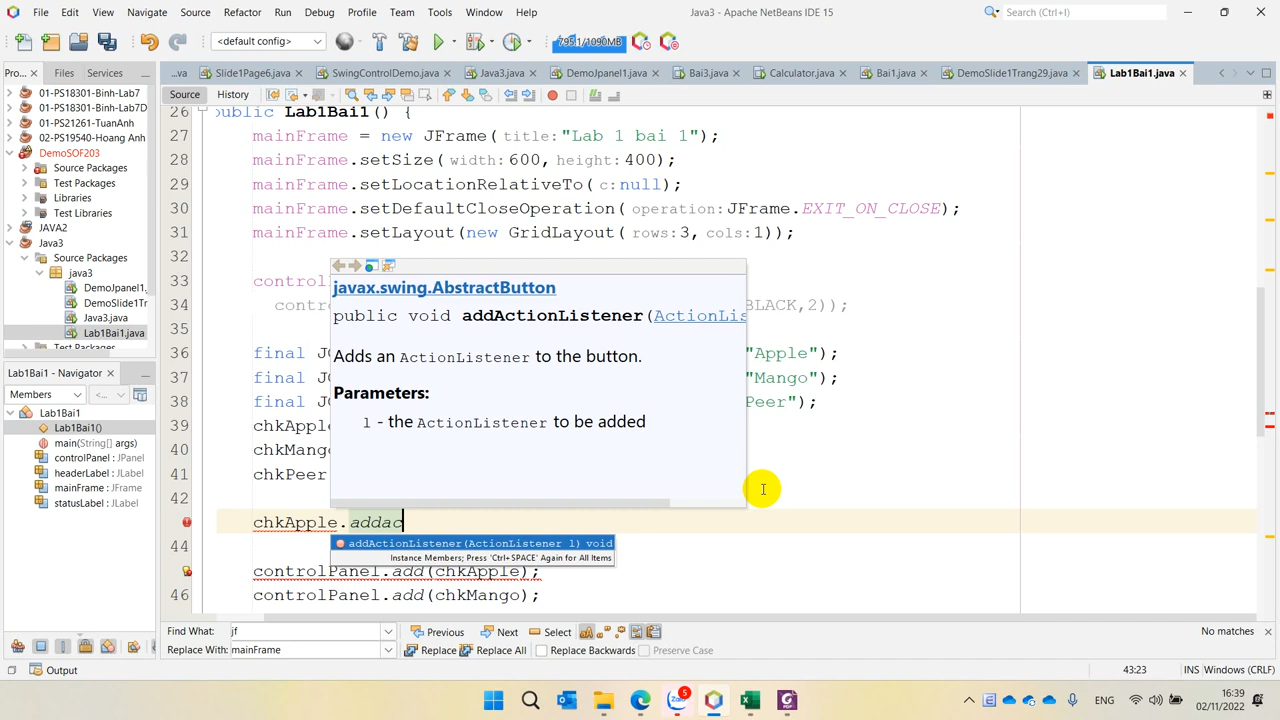 File Edit View Navigate Source Refactor Run Debug Profile Team Tools Window Help
Java3 - Apache NetBeans IDE 15
Search (Ctrl+I)
<default config>
795.1/1090MB
Pro... Files Services
...va Slide1Page6.java SwingControlDemo.java Java3.java DemoJpanel1.java Bai3.java Calculator.java Bai1.java DemoSlide1Trang29.java Lab1Bai1.java
01-PS18301-Binh-Lab7
01-PS18301-Binh-Lab7D
01-PS21261-TuanAnh
02-PS19540-Hoang Anh
DemoSOF203
Source Packages
Test Packages
Libraries
Test Libraries
JAVA2
Java3
Source Packages
java3
DemoJpanel1.
DemoSlide1Tr
Java3.java
Lab1Bai1.java
Test Packages
Lab1Bai1 - Navigator
Members <...
Lab1Bai1
Lab1Bai1()
main(String[] args)
controlPanel : JPanel
headerLabel : JLabel
mainFrame : JFrame
statusLabel : JLabel
Source History
26 public Lab1Bai1() {
27 mainFrame = new JFrame( title:"Lab 1 bai 1");
28 mainFrame.setSize( width:600, height:400);
29 mainFrame.setLocationRelativeTo( c:null);
30 mainFrame.setDefaultCloseOperation( operation:JFrame.EXIT_ON_CLOSE);
31 mainFrame.setLayout(new GridLayout( rows:3, cols:1));
32
33 contro
34 contr BLACK,2));
35
36 final JC "Apple");
37 final JC "Mango");
38 final JC Peer");
39 chkApple
40 chkMango
41 chkPeer
42
chkApple.addac
44
controlPanel.add(chkApple);
46 controlPanel.add(chkMango);
javax.swing.AbstractButton
public void addActionListener(ActionLis
Adds an ActionListener to the button.
Parameters:
l - the ActionListener to be added
addActionListener(ActionListener l) void
Instance Members; Press 'Ctrl+SPACE' Again for All Items
Find What: jf Previous Next Select No matches
Replace With: mainFrame Replace Replace All Replace Backwards Preserve Case
Output 43:23 INS Windows (CRLF)
5
ENG 16:39
02/11/2022